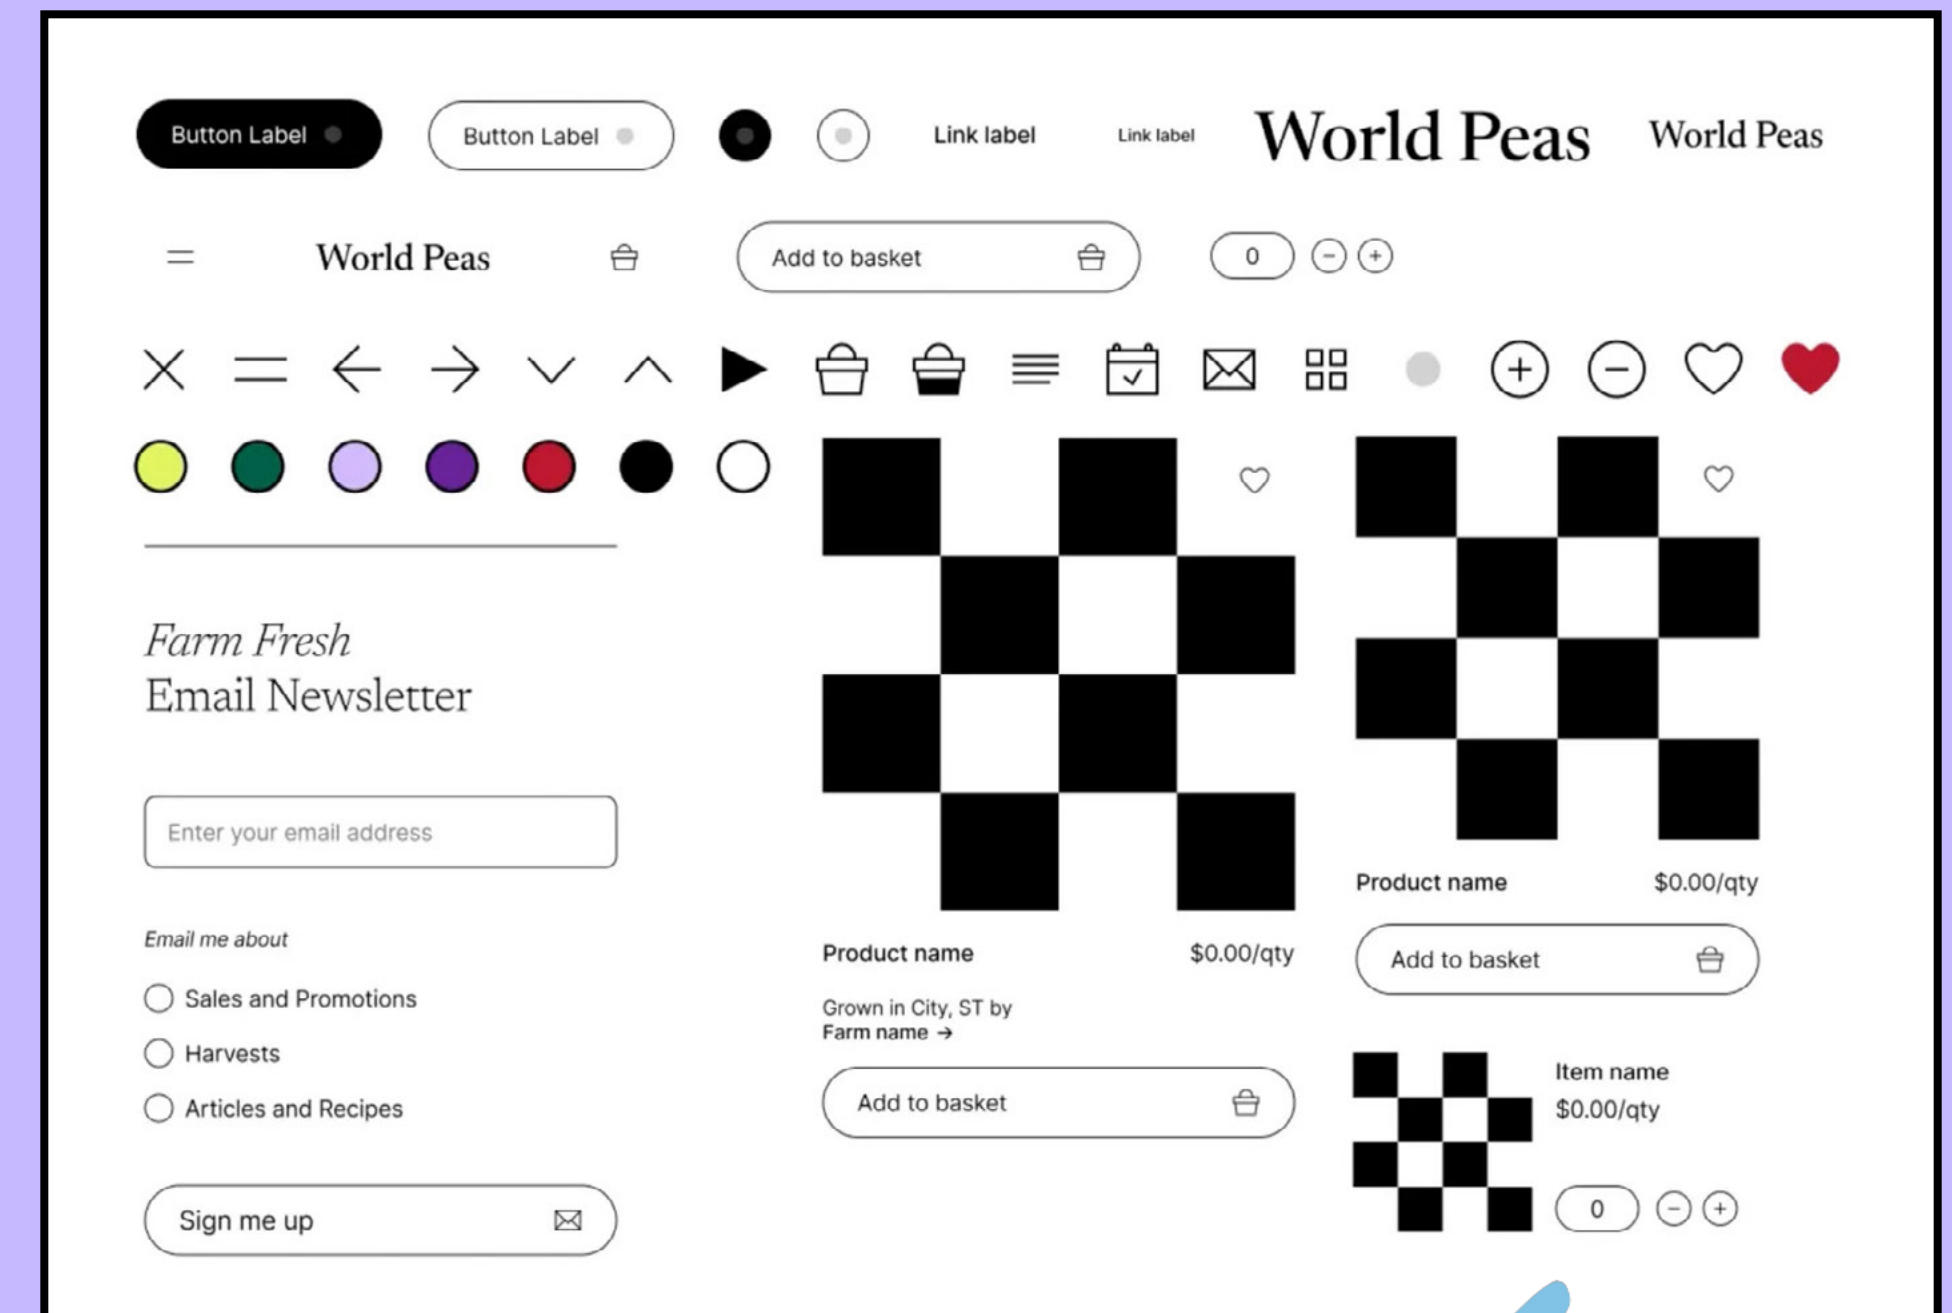 Button Label
Button Label
Link label
Link label
World Peas
World Peas
World Peas
Add to basket
0
Farm Fresh
Email Newsletter
Enter your email address
Email me about
Sales and Promotions
Harvests
Articles and Recipes
Sign me up
Product name
$0.00/qty
Grown in City, ST by
Farm name →
Add to basket
Product name
$0.00/qty
Add to basket
Item name
$0.00/qty
0